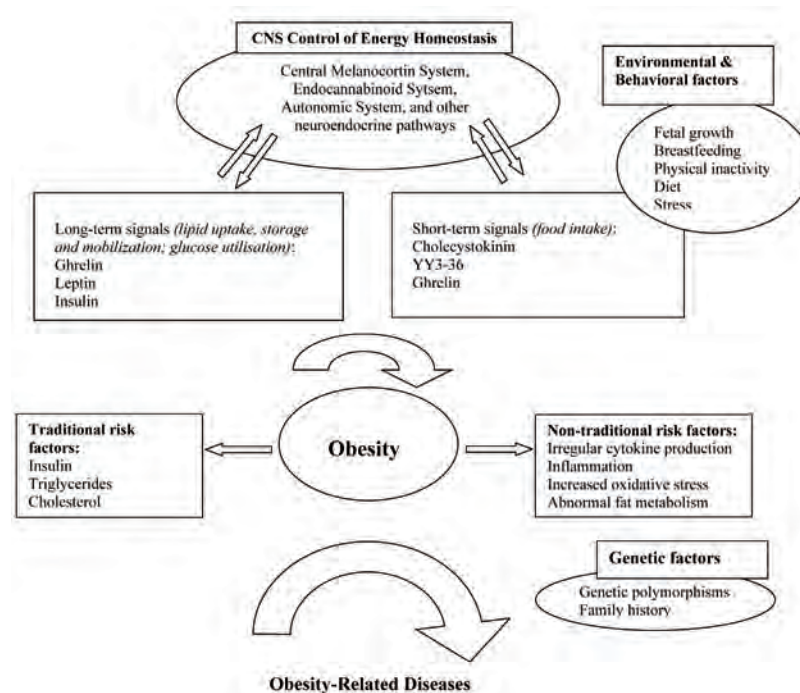 CNS Control of Energy Homeostasis
Central Melanocortin System,
Endocannabinoid Sytsem,
Autonomic System, and other
neuroendocrine pathways
Environmental &
Behavioral factors
Fetal growth
Breastfeeding
Physical inactivity
Diet
Stress
Long-term signals (lipid uptake, storage
and mobilization; glucose utilisation):
Ghrelin
Leptin
Insulin
Short-term signals (food intake):
Cholecystokinin
YY3-36
Ghrelin
Obesity
Traditional risk
factors:
Insulin
Triglycerides
Cholesterol
Non-traditional risk factors:
Irregular cytokine production
Inflammation
Increased oxidative stress
Abnormal fat metabolism
Genetic factors
Genetic polymorphisms
Family history
Obesity-Related Diseases